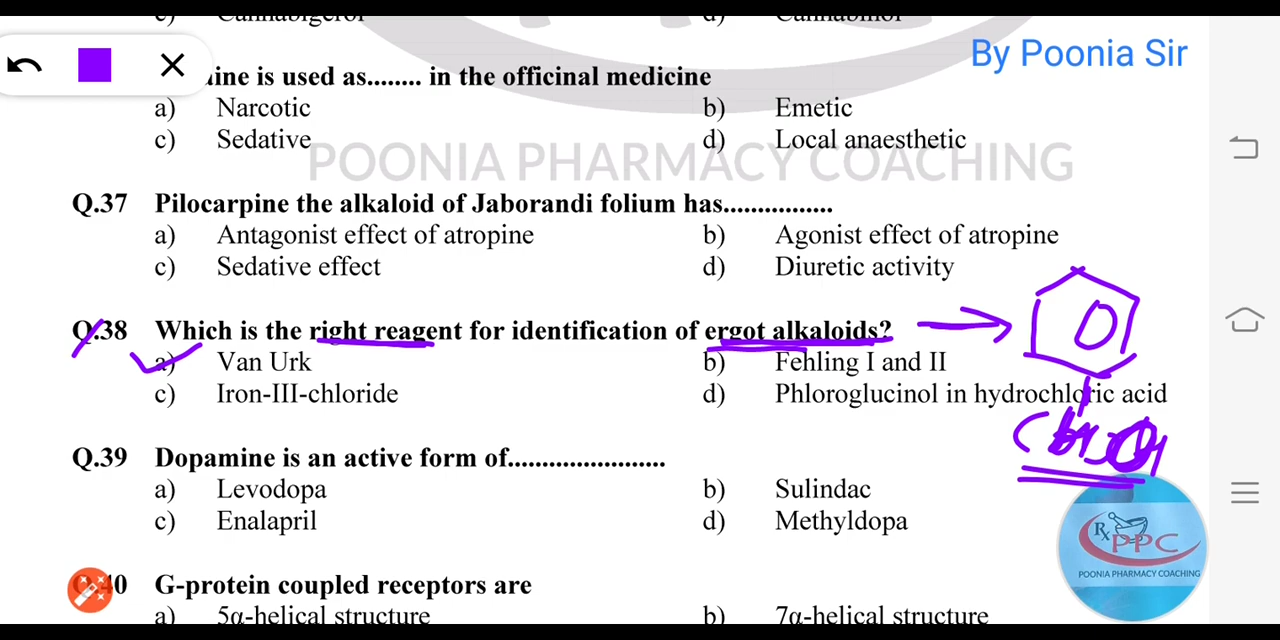 By Poonia Sir
ine is used as........ in the officinal medicine
a) Narcotic b) Emetic
c) Sedative d) Local anaesthetic
POONIA PHARMACY COACHING
Q.37 Pilocarpine the alkaloid of Jaborandi folium has................
a) Antagonist effect of atropine b) Agonist effect of atropine
c) Sedative effect d) Diuretic activity
Q.38 Which is the right reagent for identification of ergot alkaloids?
a) Van Urk b) Fehling I and II
c) Iron-III-chloride d) Phloroglucinol in hydrochloric acid
Q.39 Dopamine is an active form of.......................
a) Levodopa b) Sulindac
c) Enalapril d) Methyldopa
Rx PPC
POONIA PHARMACY COACHING
Q.40 G-protein coupled receptors are
a) 5α-helical structure b) 7α-helical structure